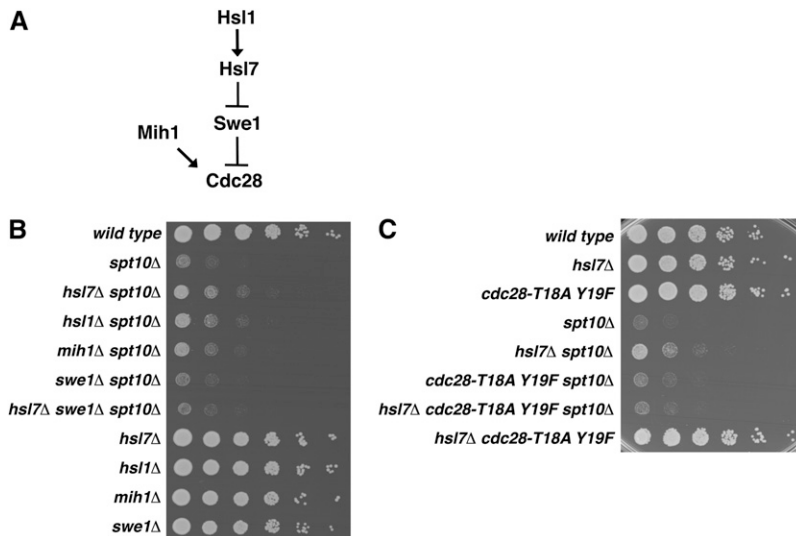 A
Hsl1
Hsl7
Swe1
Mih1
Cdc28
B
wild type
spt10Δ
hsl7Δ spt10Δ
hsl1Δ spt10Δ
mih1Δ spt10Δ
swe1Δ spt10Δ
hsl7Δ swe1Δ spt10Δ
hsl7Δ
hsl1Δ
mih1Δ
swe1Δ
C
wild type
hsl7Δ
cdc28-T18A Y19F
spt10Δ
hsl7Δ spt10Δ
cdc28-T18A Y19F spt10Δ
hsl7Δ cdc28-T18A Y19F spt10Δ
hsl7Δ cdc28-T18A Y19F